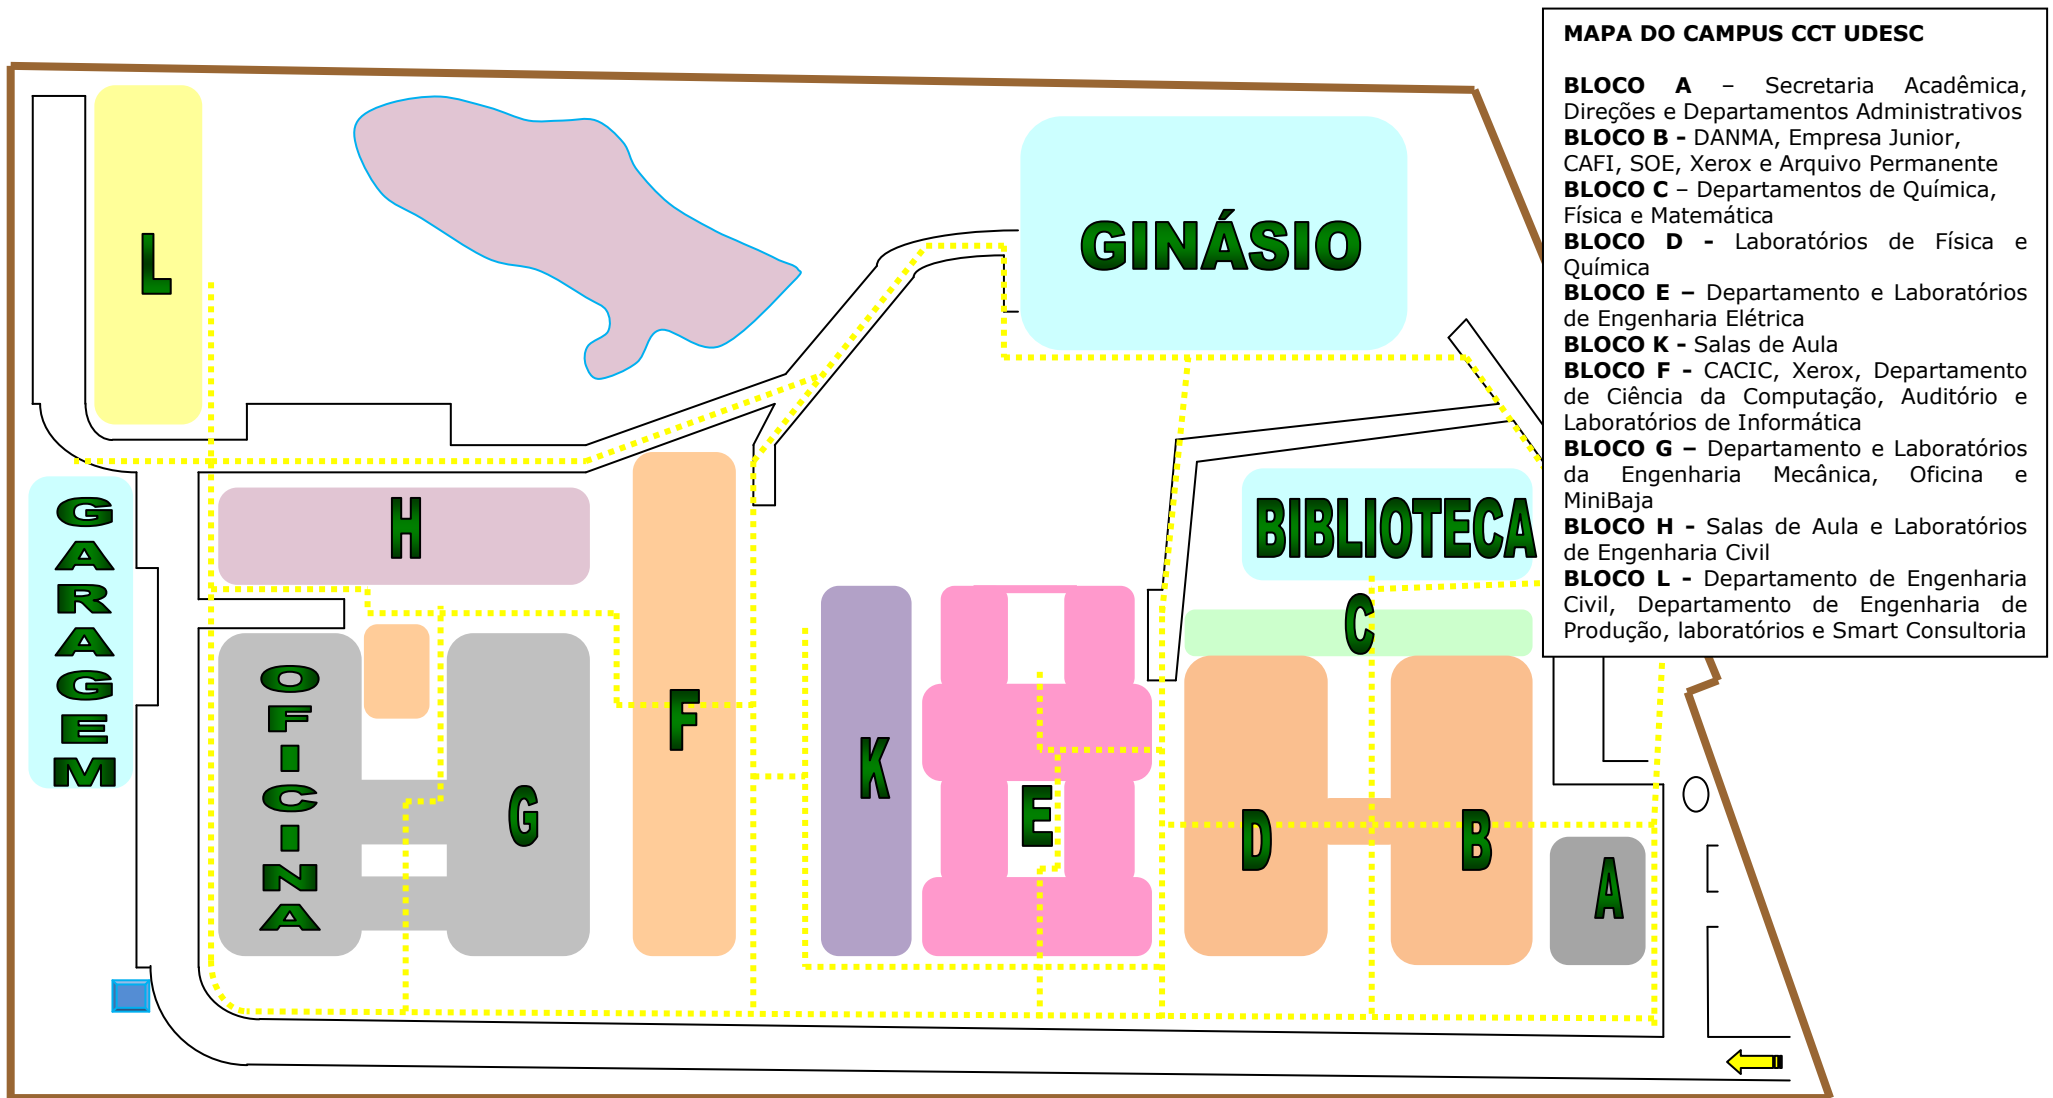 MAPA DO CAMPUS CCT UDESC
BLOCO A – Secretaria Acadêmica,
Direções e Departamentos Administrativos
BLOCO B - DANMA, Empresa Junior,
CAFI, SOE, Xerox e Arquivo Permanente
BLOCO C – Departamentos de Química,
Física e Matemática
BLOCO D - Laboratórios de Física e
Química
BLOCO E – Departamento e Laboratórios
de Engenharia Elétrica
BLOCO K - Salas de Aula
BLOCO F - CACIC, Xerox, Departamento
de Ciência da Computação, Auditório e
Laboratórios de Informática
BLOCO G – Departamento e Laboratórios
da Engenharia Mecânica, Oficina e
MiniBaja
BLOCO H - Salas de Aula e Laboratórios
de Engenharia Civil
BLOCO L - Departamento de Engenharia
Civil, Departamento de Engenharia de
Produção, laboratórios e Smart Consultoria
L
GINÁSIO
GARAGEM
H
BIBLIOTECA
C
OFICINA
G
F
K
E
D
B
A